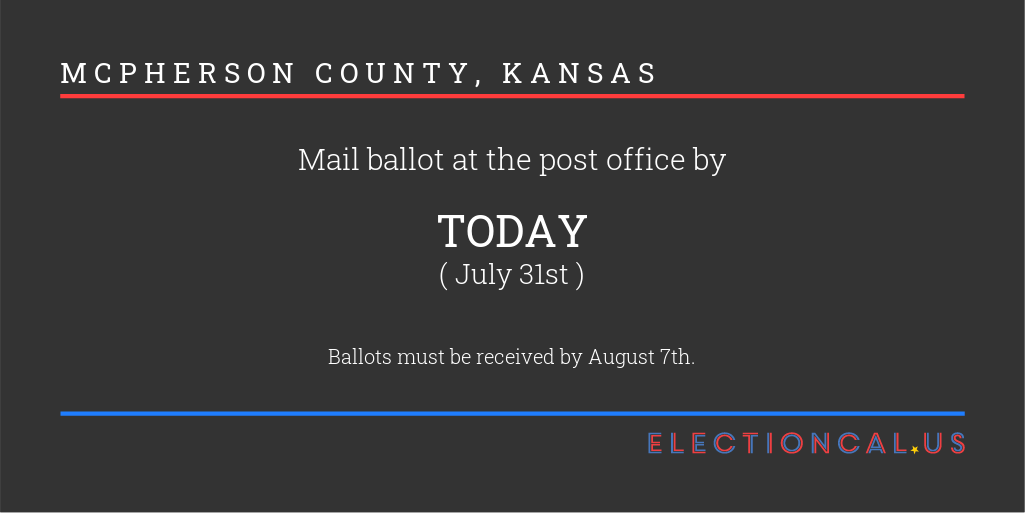 MCPHERSON COUNTY, KANSAS
Mail ballot at the post office by
TODAY
( July 31st )
Ballots must be received by August 7th.
ELECTIONCAL.US